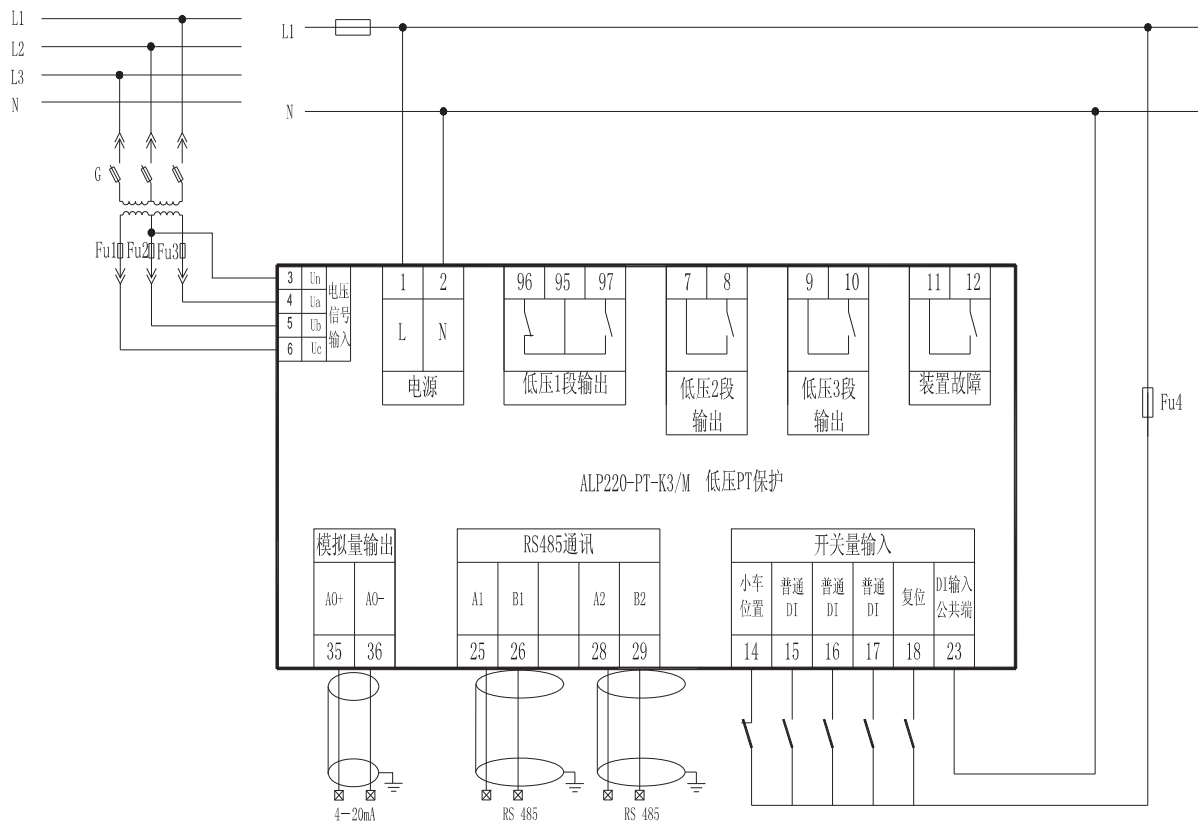 L1
L2
L3
N
L1
N
G
Fu1 Fu2 Fu3
3 Un
4 Ua
5 Ub
6 Uc
电压
信号
输入
1 2
L N
电源
96 95 97
低压1段输出
7 8
低压2段
输出
9 10
低压3段
输出
11 12
装置故障
Fu4
ALP220-PT-K3/M 低压PT保护
模拟量输出
AO+ AO-
35 36
4-20mA
RS485通讯
A1 B1 A2 B2
25 26 28 29
RS 485 RS 485
开关量输入
小车
位置
普通
DI
普通
DI
普通
DI
复位
DI输入
公共端
14 15 16 17 18 23